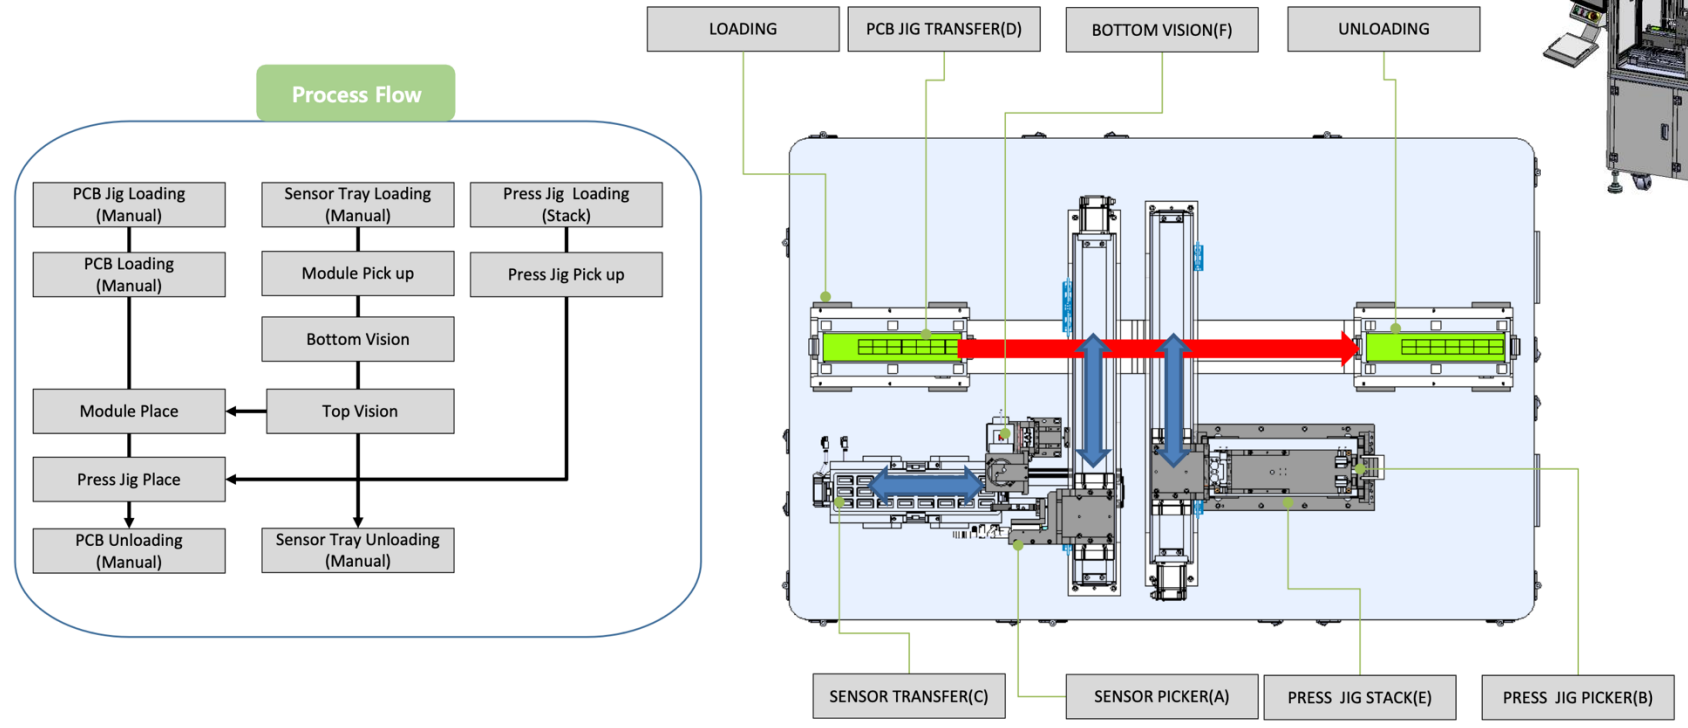 LOADING
PCB JIG TRANSFER(D)
BOTTOM VISION(F)
UNLOADING
Process Flow
PCB Jig Loading
(Manual)
Sensor Tray Loading
(Manual)
Press Jig  Loading
(Stack)
PCB Loading
(Manual)
Module Pick up
Press Jig Pick up
Bottom Vision
Module Place
Top Vision
Press Jig Place
PCB Unloading
(Manual)
Sensor Tray Unloading
(Manual)
SENSOR TRANSFER(C)
SENSOR PICKER(A)
PRESS  JIG STACK(E)
PRESS  JIG PICKER(B)